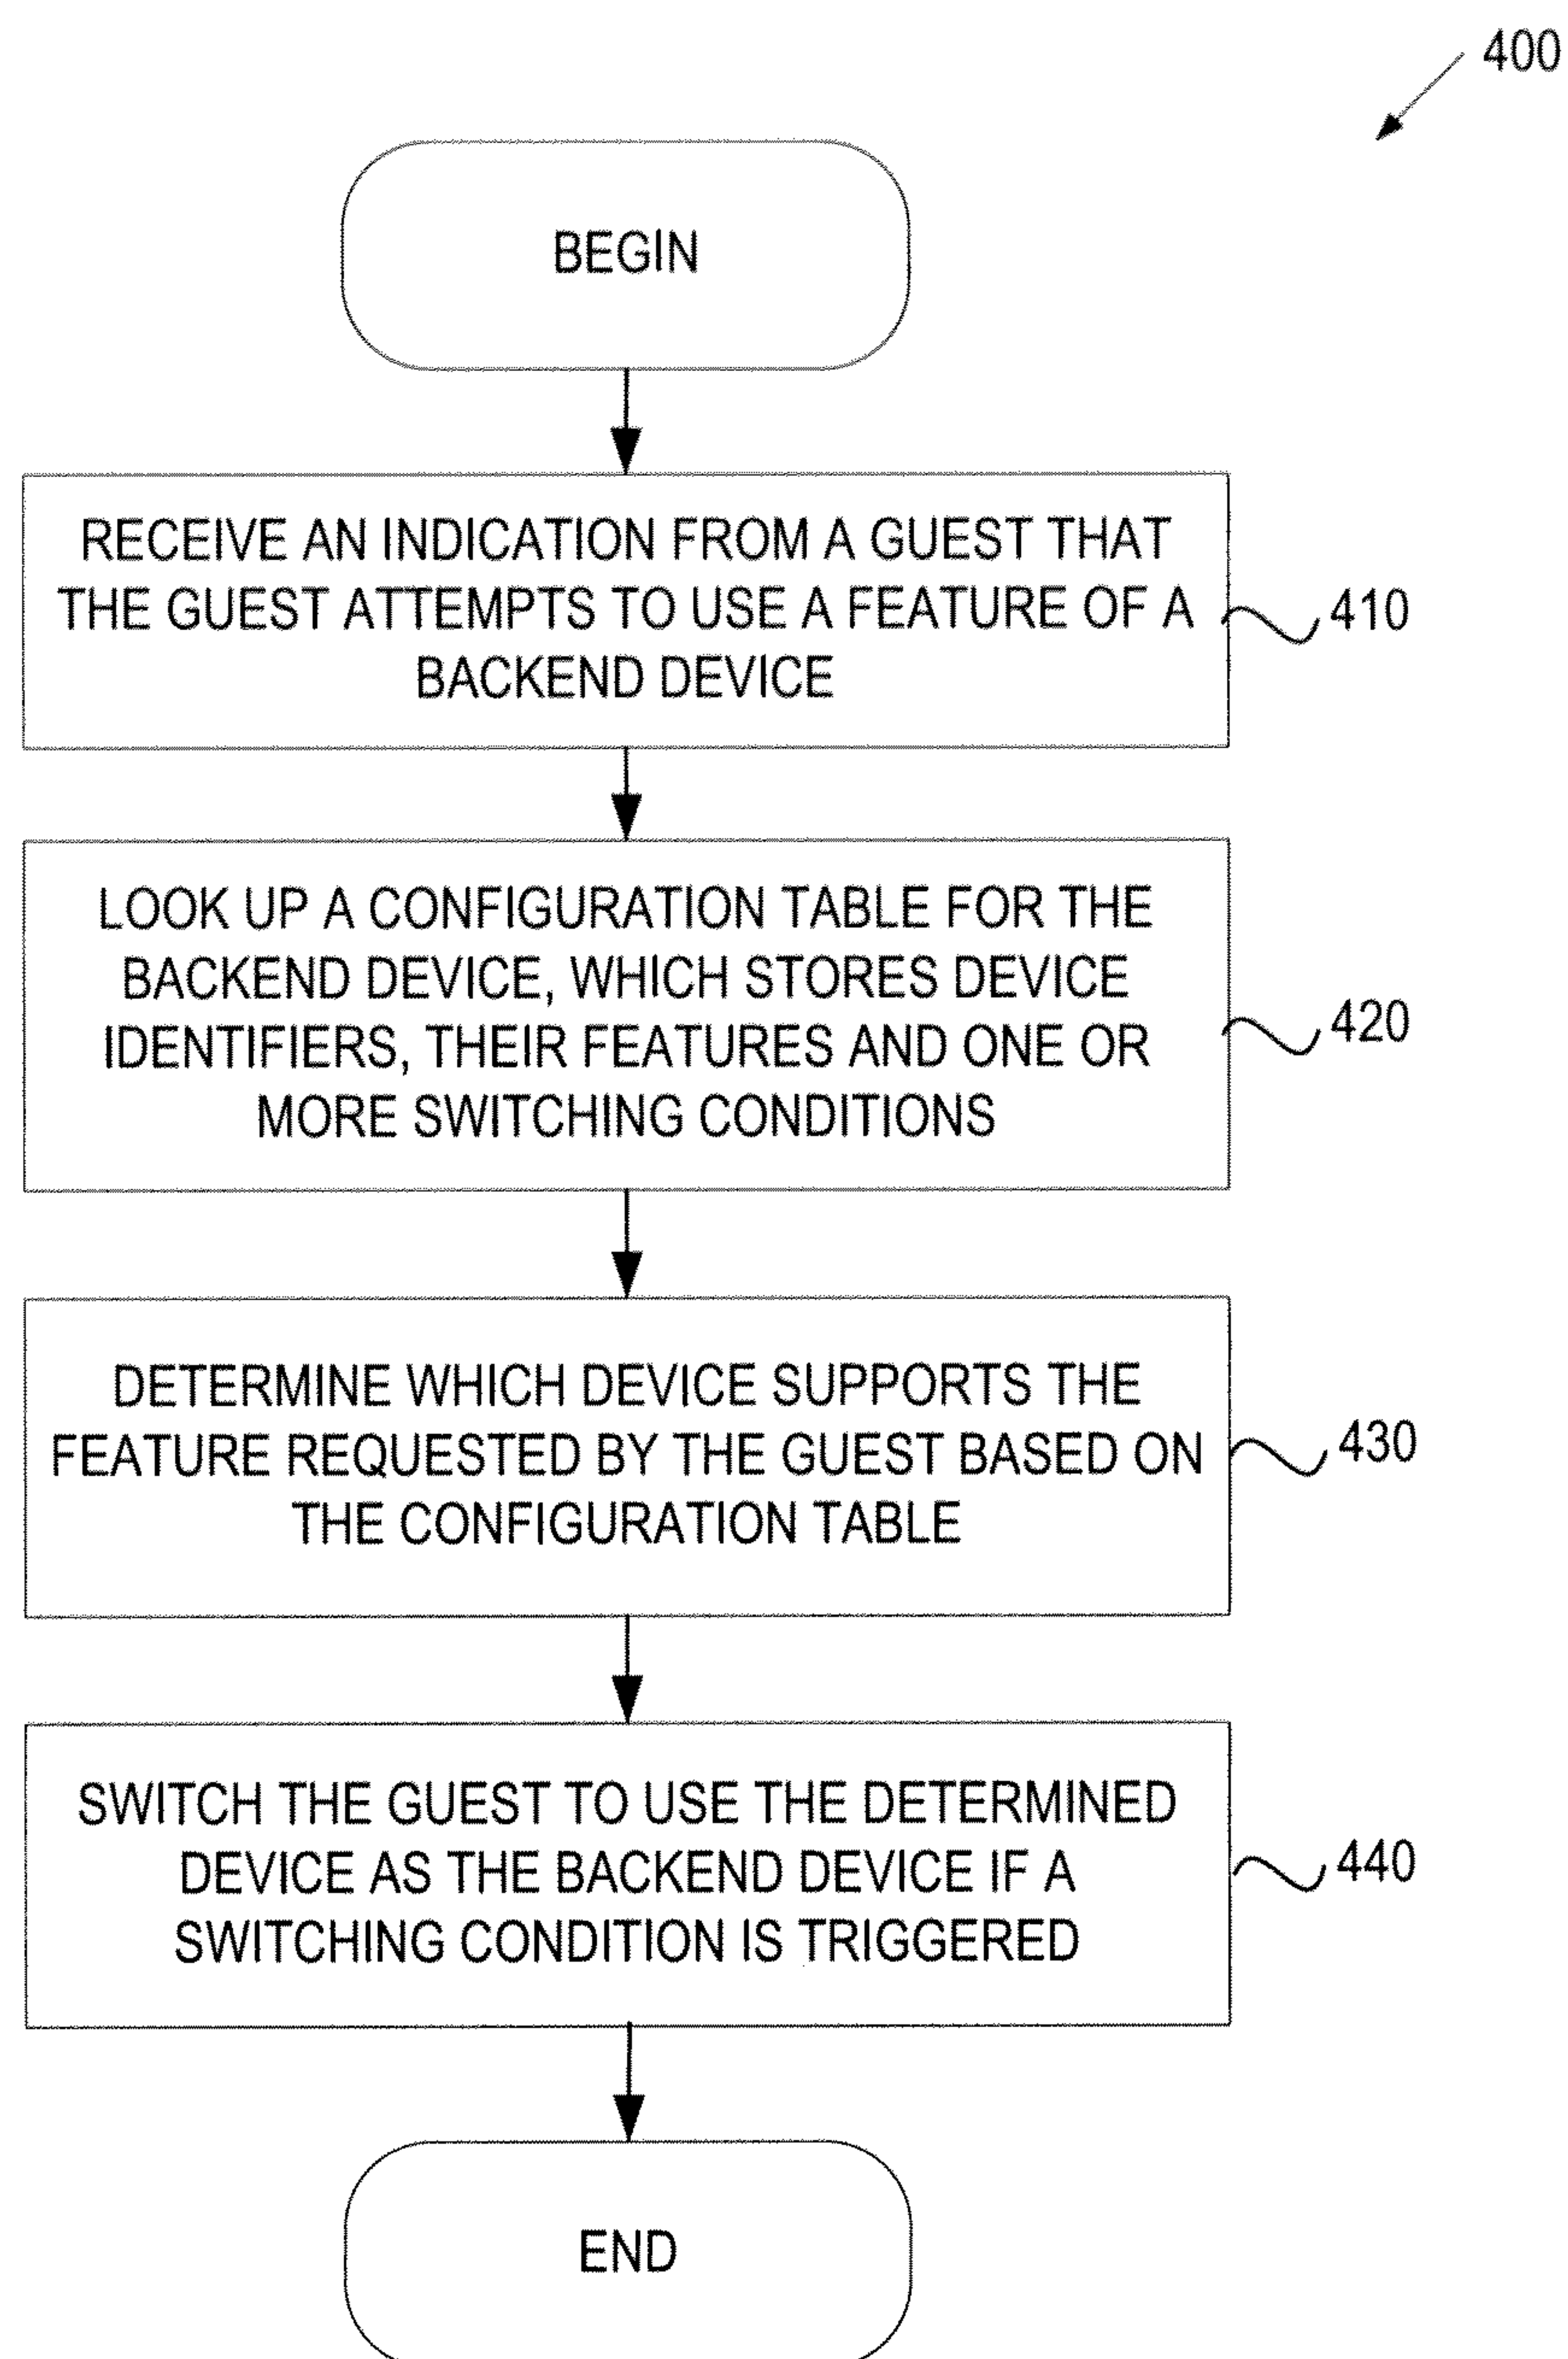 400
BEGIN
RECEIVE AN INDICATION FROM A GUEST THAT
THE GUEST ATTEMPTS TO USE A FEATURE OF A
BACKEND DEVICE
410
LOOK UP A CONFIGURATION TABLE FOR THE
BACKEND DEVICE, WHICH STORES DEVICE
IDENTIFIERS, THEIR FEATURES AND ONE OR
MORE SWITCHING CONDITIONS
420
DETERMINE WHICH DEVICE SUPPORTS THE
FEATURE REQUESTED BY THE GUEST BASED ON
THE CONFIGURATION TABLE
430
SWITCH THE GUEST TO USE THE DETERMINED
DEVICE AS THE BACKEND DEVICE IF A
SWITCHING CONDITION IS TRIGGERED
440
END